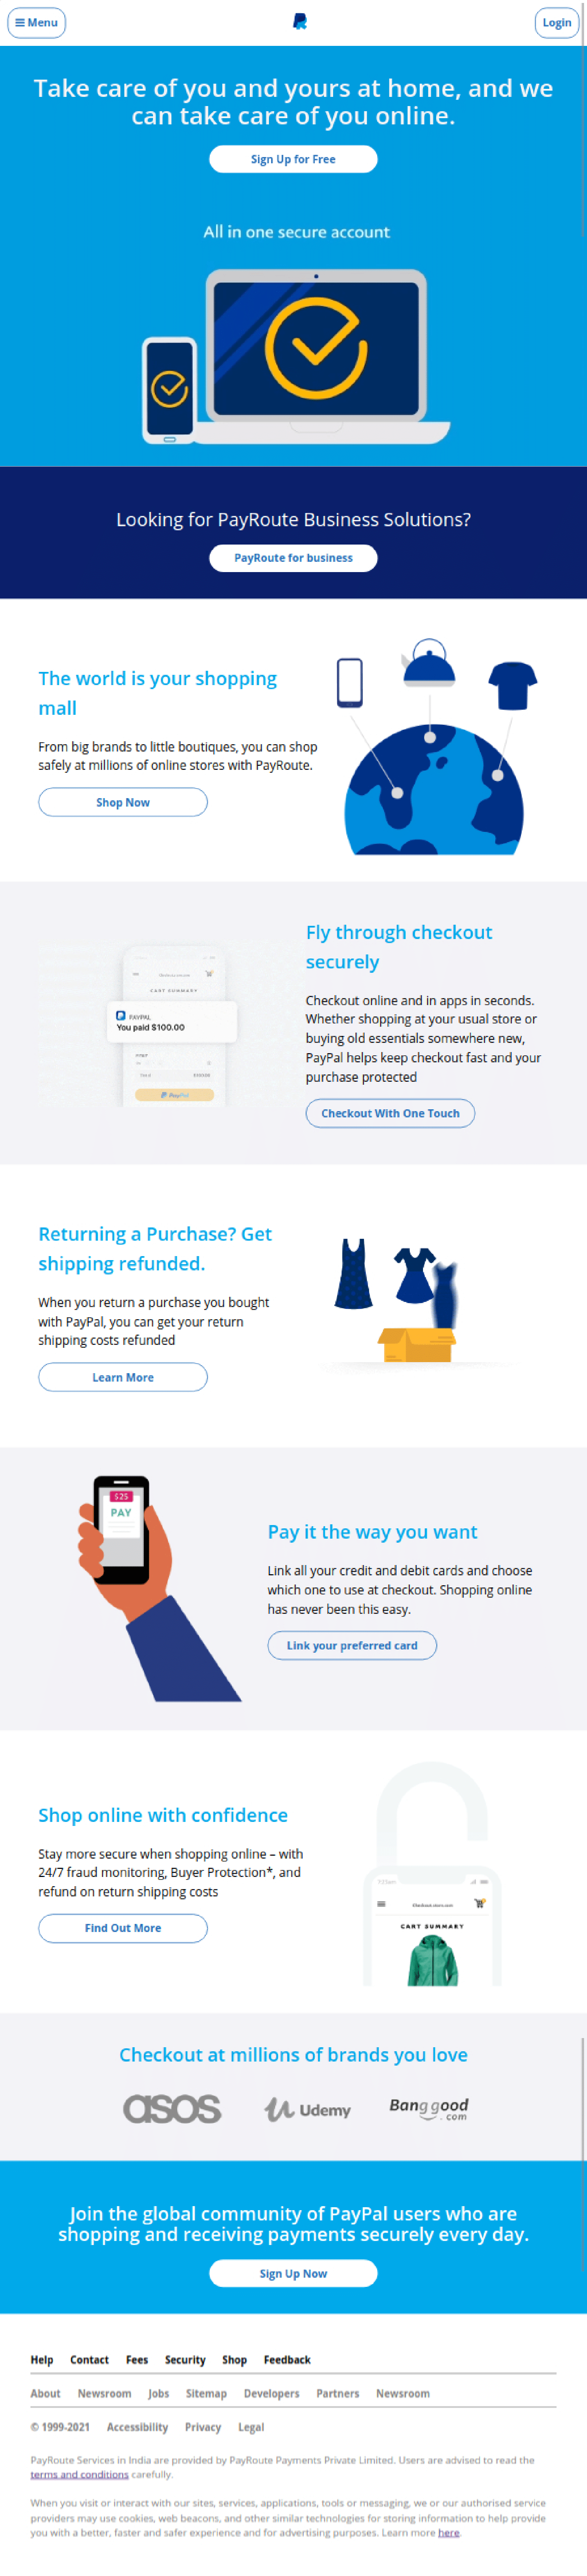 Menu
Login
Take care of you and yours at home, and we
can take care of you online.
Sign Up for Free
All in one secure account
Looking for PayRoute Business Solutions?
PayRoute for business
The world is your shopping
mall
From big brands to little boutiques, you can shop
safely at millions of online stores with PayRoute.
Shop Now
Fly through checkout
securely
Checkout online and in apps in seconds.
Whether shopping at your usual store or
buying old essentials somewhere new,
PayPal helps keep checkout fast and your
purchase protected
Checkout With One Touch
CART SUMMARY
PAYPAL
You paid $100.00
Total
PayPal
Returning a Purchase? Get
shipping refunded.
When you return a purchase you bought
with PayPal, you can get your return
shipping costs refunded
Learn More
$25
PAY
Pay it the way you want
Link all your credit and debit cards and choose
which one to use at checkout. Shopping online
has never been this easy.
Link your preferred card
Shop online with confidence
Stay more secure when shopping online – with
24/7 fraud monitoring, Buyer Protection*, and
refund on return shipping costs
Find Out More
CART SUMMARY
Checkout at millions of brands you love
asos
Udemy
Banggood
.com
Join the global community of PayPal users who are
shopping and receiving payments securely every day.
Sign Up Now
Help Contact Fees Security Shop Feedback
About Newsroom Jobs Sitemap Developers Partners Newsroom
© 1999-2021 Accessibility Privacy Legal
PayRoute Services in India are provided by PayRoute Payments Private Limited. Users are advised to read the
terms and conditions carefully.
When you visit or interact with our sites, services, applications, tools or messaging, we or our authorised service
providers may use cookies, web beacons, and other similar technologies for storing information to help provide
you with a better, faster and safer experience and for advertising purposes. Learn more here.